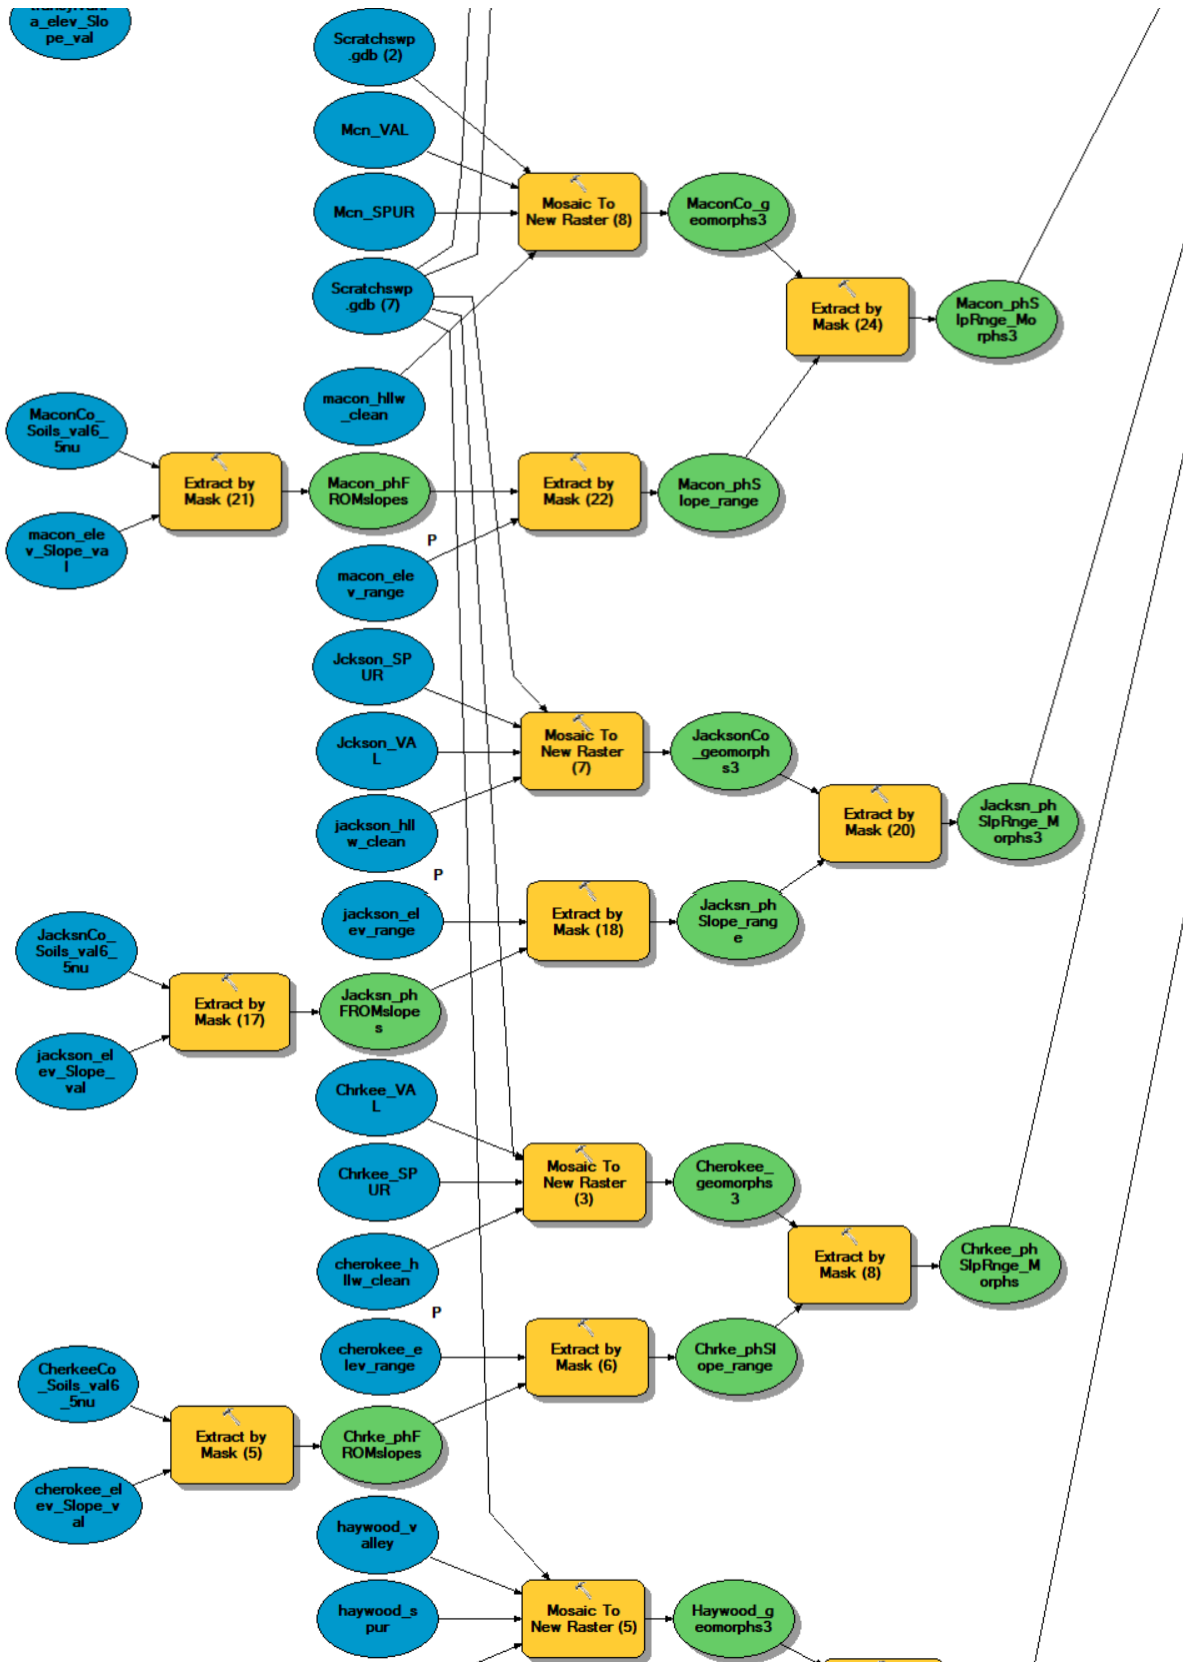 a_elev_Slo
pe_val
Scratchswp
.gdb (2)
Mcn_VAL
Mcn_SPUR
Mosaic To
New Raster (8)
MaconCo_g
eomorphs3
Scratchswp
.gdb (7)
Extract by
Mask (24)
Macon_phS
lpRnge_Mo
rphs3
macon_hllw
_clean
MaconCo_
Soils_val6_
5nu
Extract by
Mask (21)
Macon_phF
ROMslopes
Extract by
Mask (22)
Macon_phS
lope_range
macon_ele
v_Slope_va
l
P
macon_ele
v_range
Jckson_SP
UR
Jckson_VA
L
Mosaic To
New Raster
(7)
JacksonCo
_geomorph
s3
jackson_hll
w_clean
Extract by
Mask (20)
Jacksn_ph
SlpRnge_M
orphs3
P
jackson_el
ev_range
Extract by
Mask (18)
Jacksn_ph
Slope_rang
e
JacksnCo_
Soils_val6_
5nu
Extract by
Mask (17)
Jacksn_ph
FROMslope
s
jackson_el
ev_Slope_
val
Chrkee_VA
L
Chrkee_SP
UR
Mosaic To
New Raster
(3)
Cherokee_
geomorphs
3
cherokee_h
llw_clean
Extract by
Mask (8)
Chrkee_ph
SlpRnge_M
orphs
P
cherokee_e
lev_range
Extract by
Mask (6)
Chrke_phSl
ope_range
CherkeeCo
_Soils_val6
_5nu
Extract by
Mask (5)
Chrke_phF
ROMslopes
cherokee_el
ev_Slope_v
al
haywood_v
alley
haywood_s
pur
Mosaic To
New Raster (5)
Haywood_g
eomorphs3